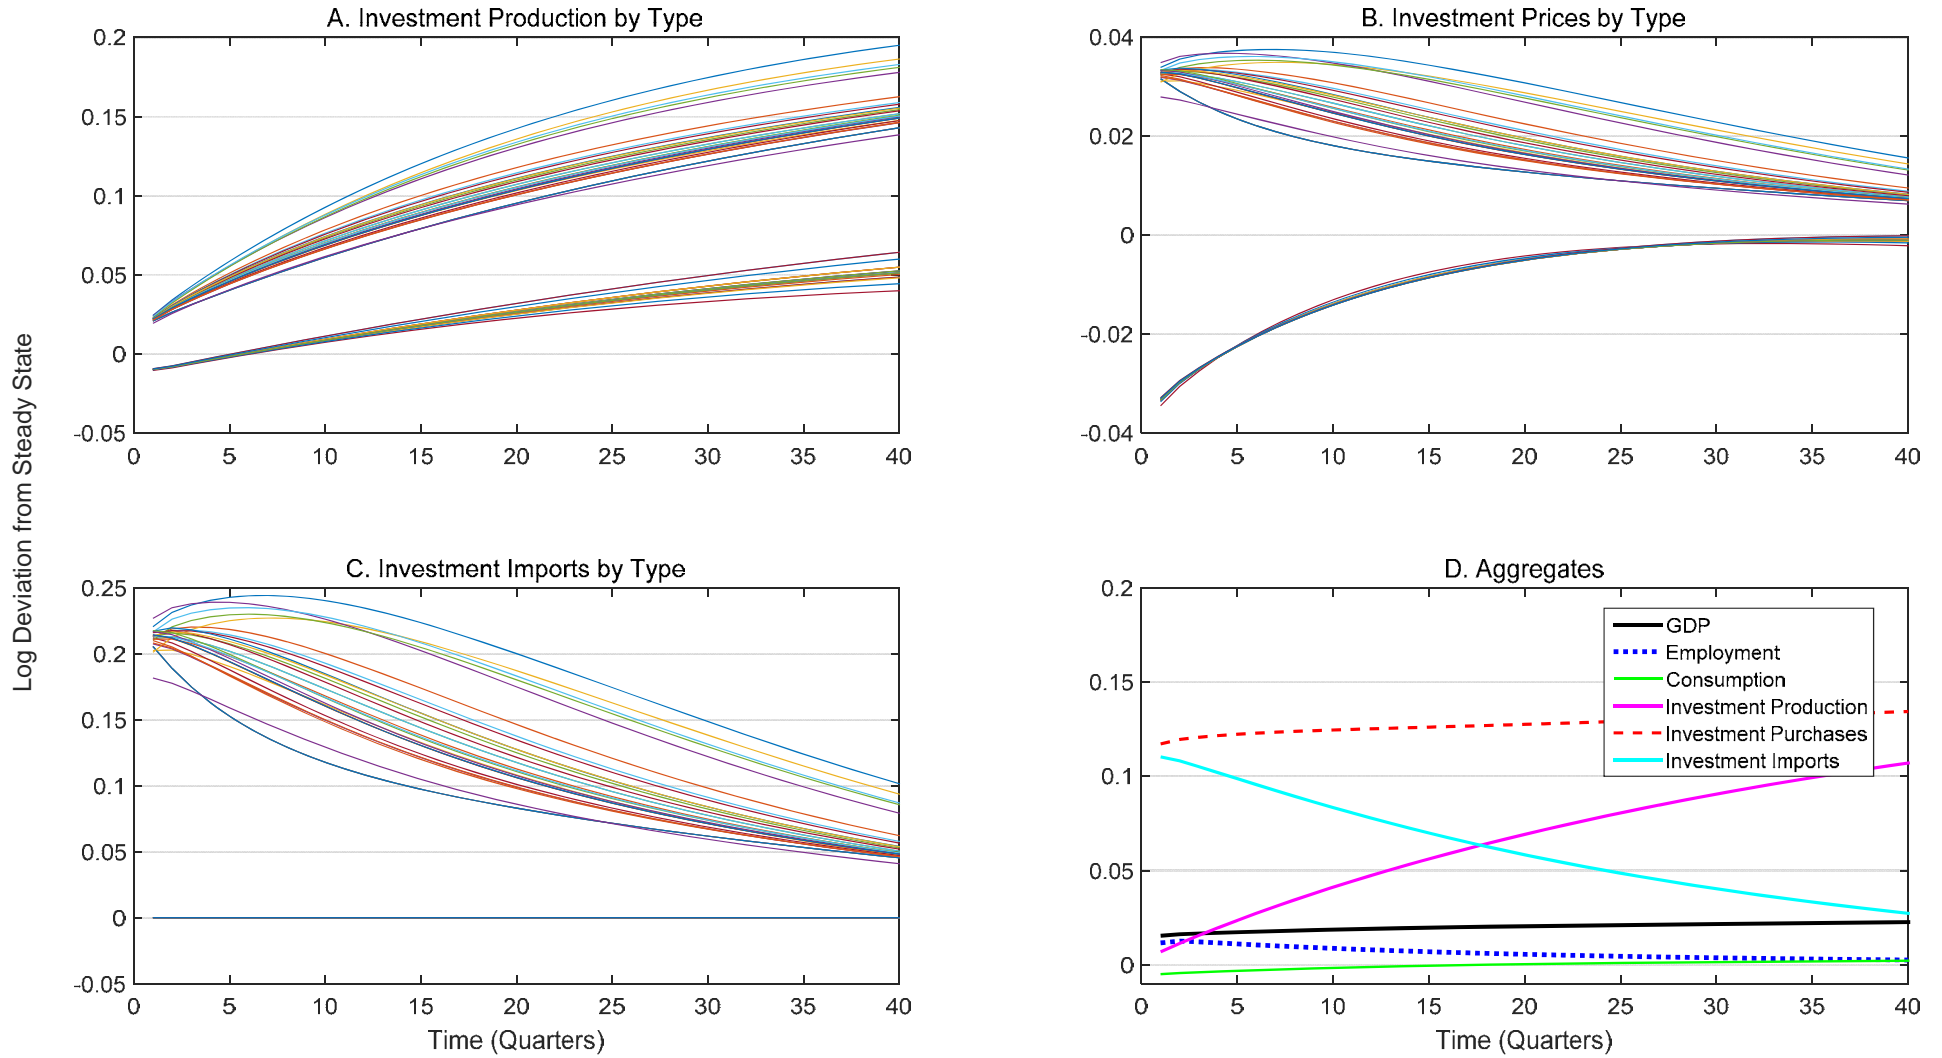 A. Investment Production by Type
0.2
0.15
0.1
0.05
0
-0.05
0 5 10 15 20 25 30 35 40
B. Investment Prices by Type
0.04
0.02
0
-0.02
-0.04
0 5 10 15 20 25 30 35 40
Log Deviation from Steady State
C. Investment Imports by Type
0.25
0.2
0.15
0.1
0.05
0
-0.05
0 5 10 15 20 25 30 35 40
Time (Quarters)
D. Aggregates
0.2
0.15
0.1
0.05
0
GDP
Employment
Consumption
Investment Production
Investment Purchases
Investment Imports
0 5 10 15 20 25 30 35 40
Time (Quarters)